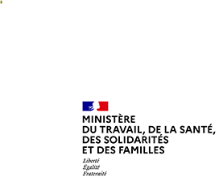 MINISTÈRE
DU TRAVAIL, DE LA SANTÉ,
DES SOLIDARITÉS
ET DES FAMILLES
Liberté
Égalité
Fraternité